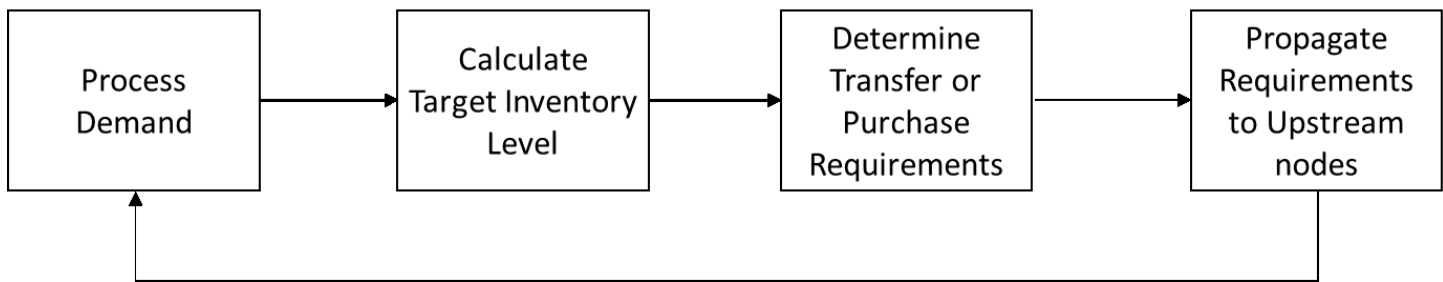 Process
Demand
Calculate
Target Inventory
Level
Determine
Transfer or
Purchase
Requirements
Propagate
Requirements
to Upstream
nodes